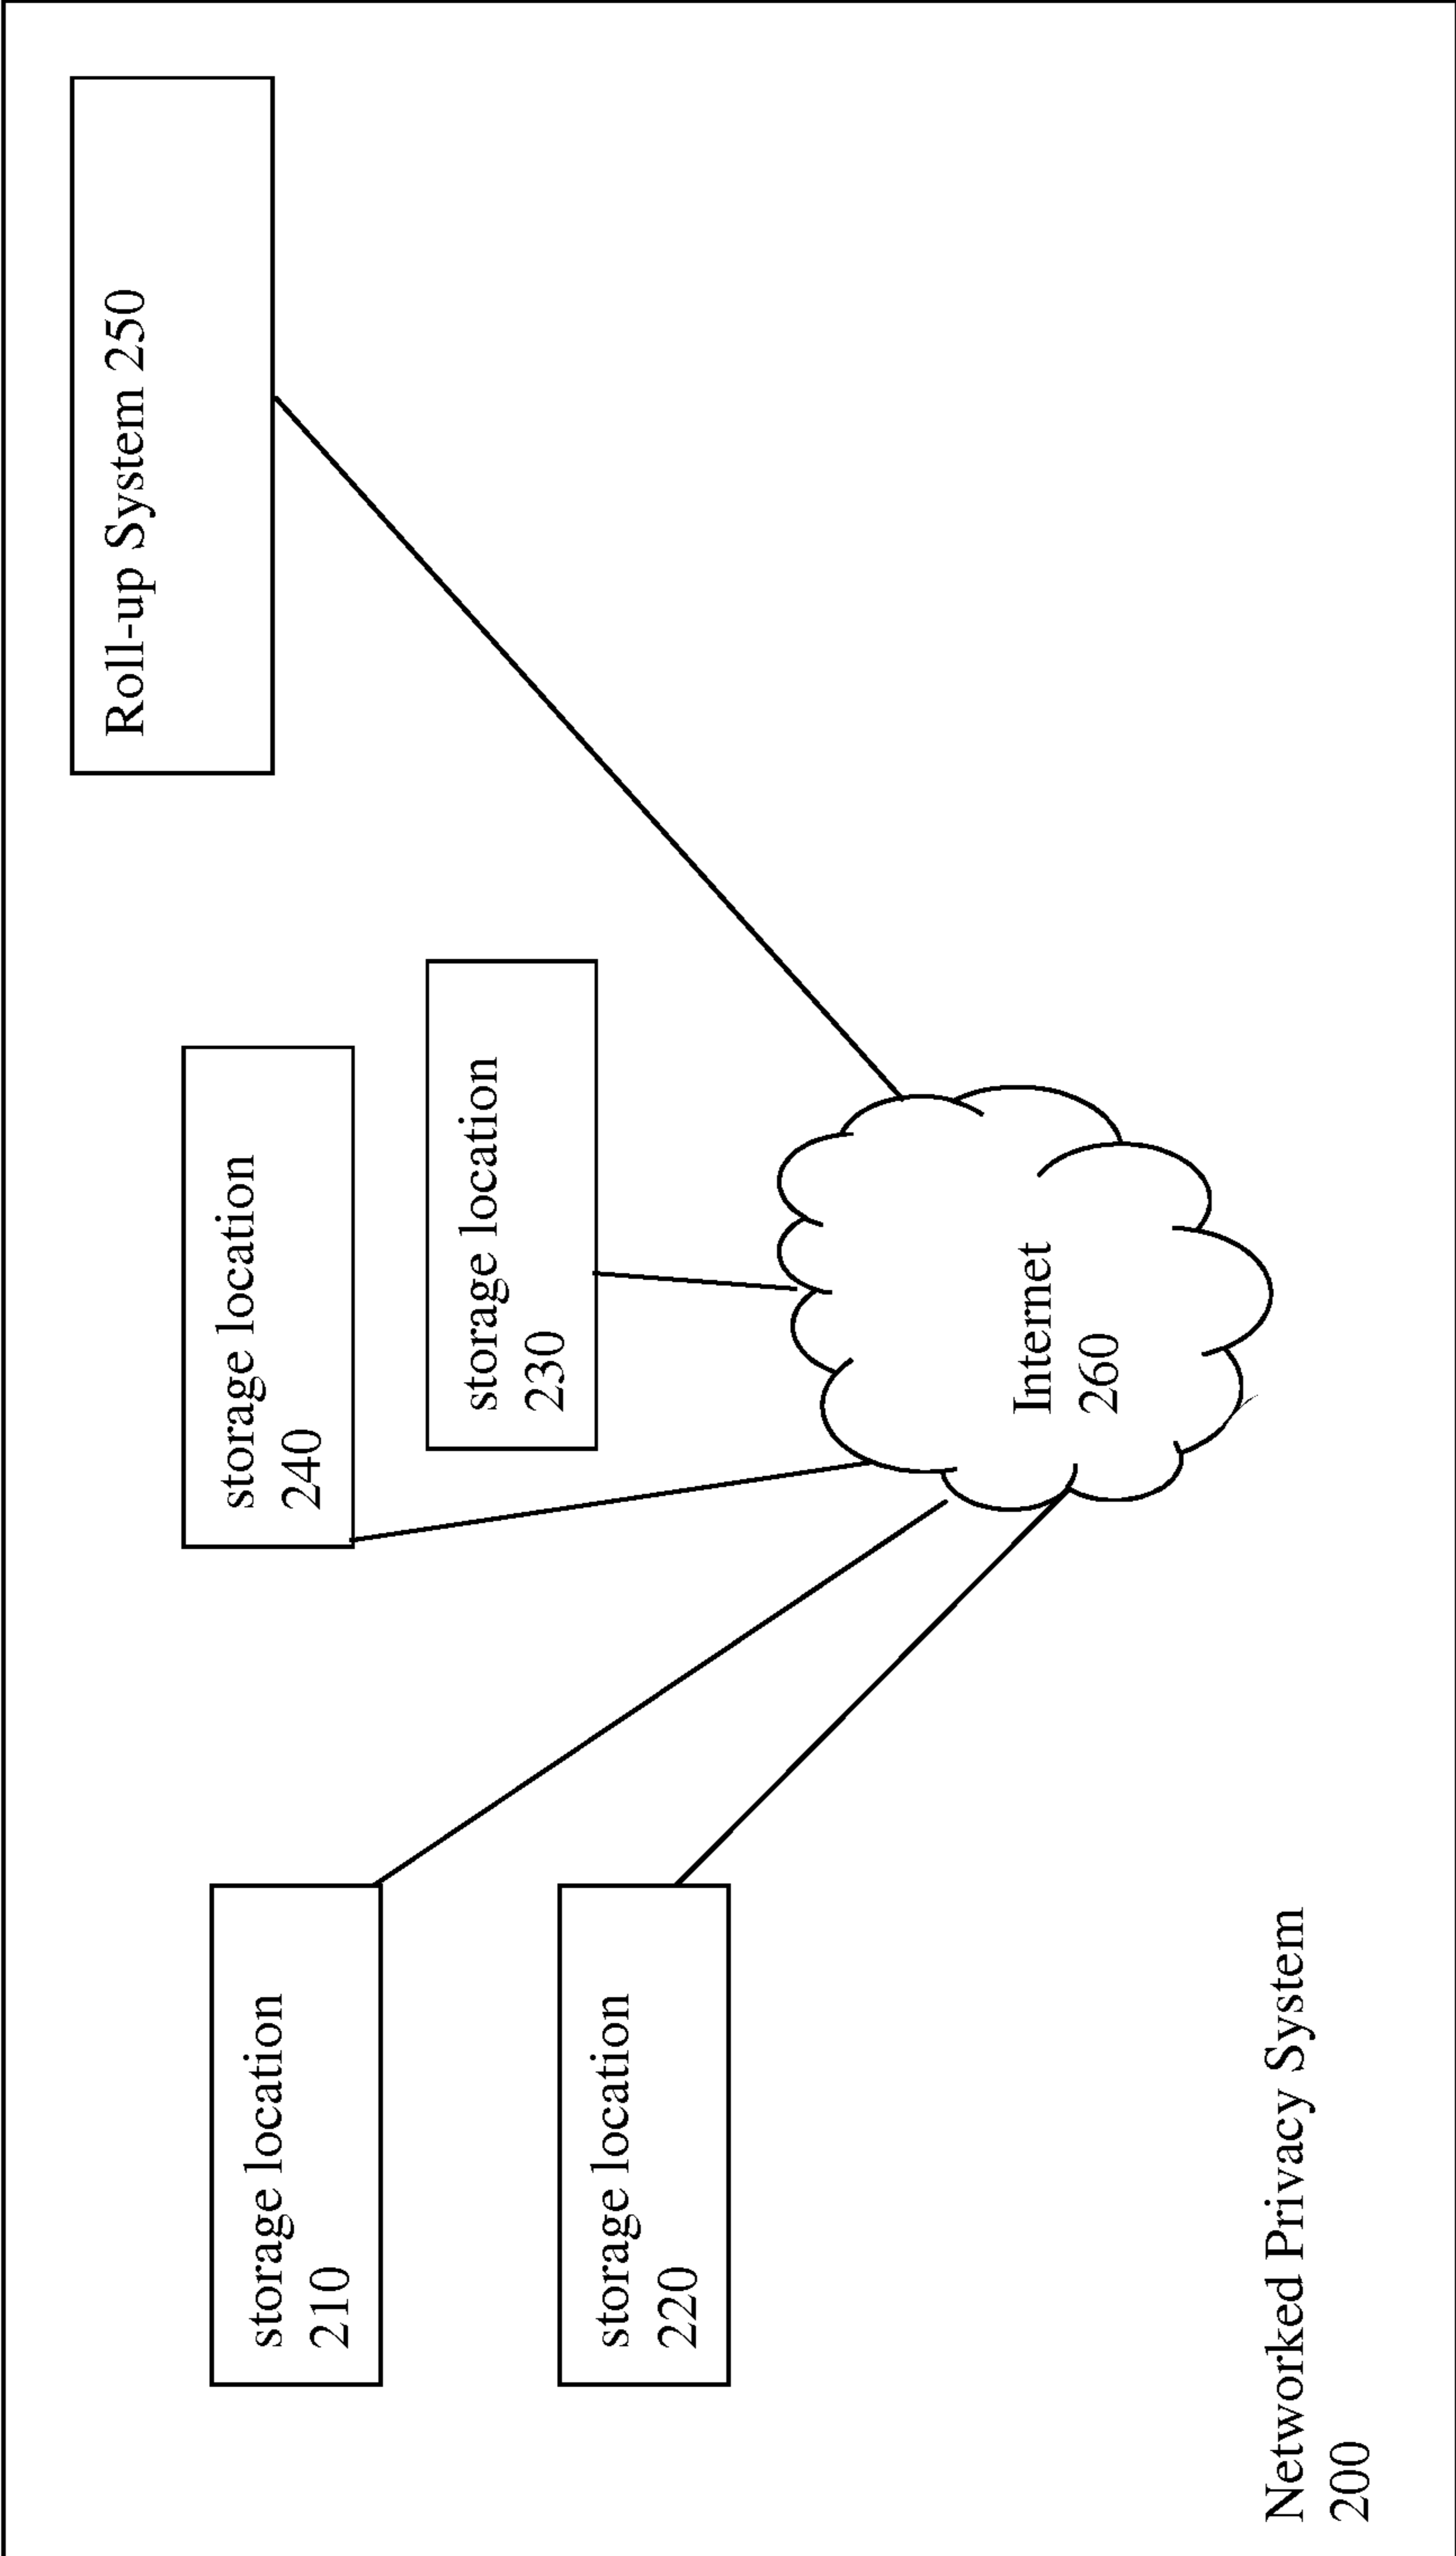 Roll-up System 250
storage location
240
storage location
230
storage location
210
storage location
220
Internet
260
Networked Privacy System
200